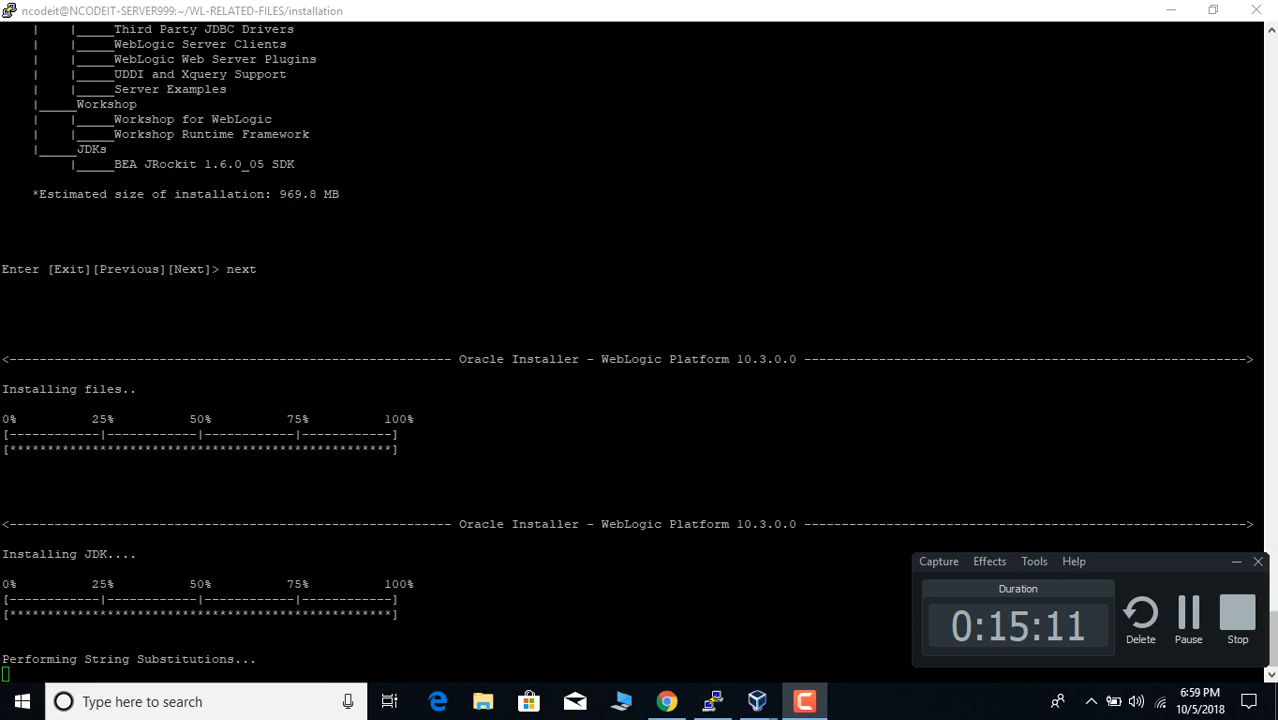 ncodeit@NCODEIT-SERVER999:~/WL-RELATED-FILES/installation
|    |_____Third Party JDBC Drivers
|    |_____WebLogic Server Clients
|    |_____WebLogic Web Server Plugins
|    |_____UDDI and Xquery Support
|    |_____Server Examples
|_____Workshop
|    |_____Workshop for WebLogic
|    |_____Workshop Runtime Framework
|_____JDKs
     |_____BEA JRockit 1.6.0_05 SDK
*Estimated size of installation: 969.8 MB
Enter [Exit][Previous][Next]> next
<------------------------------------------------------------ Oracle Installer - WebLogic Platform 10.3.0.0 ----------------------------------------------------------->
Installing files..
0%          25%          50%          75%          100%
[------------|------------|------------|------------]
[***************************************************]
<------------------------------------------------------------ Oracle Installer - WebLogic Platform 10.3.0.0 ----------------------------------------------------------->
Installing JDK....
0%          25%          50%          75%          100%
[------------|------------|------------|------------]
[***************************************************]
Performing String Substitutions...
Capture Effects Tools Help
Duration
0:15:11
Delete Pause Stop
Type here to search
6:59 PM
10/5/2018